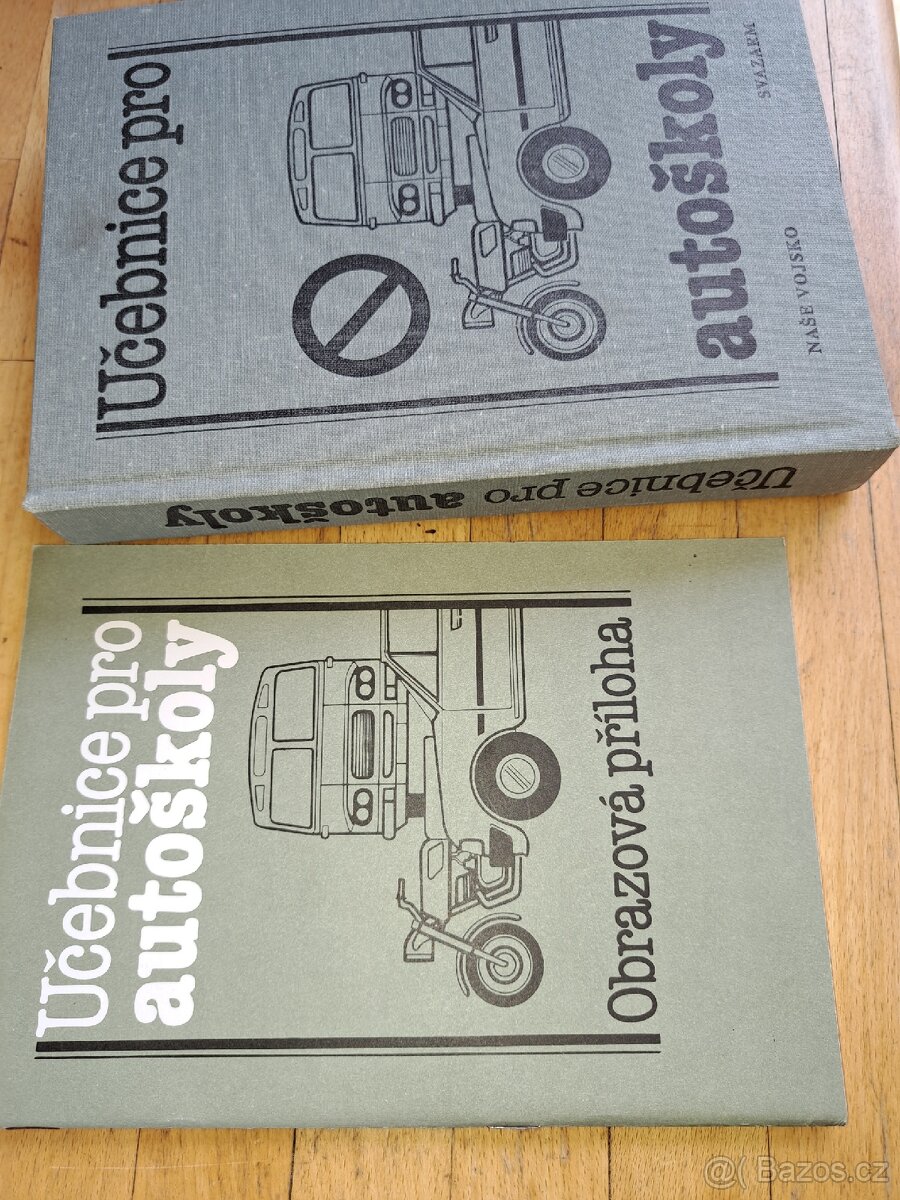 Učebnice pro
autoškoly
NAŠE VOJSKO
SVAZARM
Učebnice pro autoškoly
Učebnice pro
autoškoly
Obrazová příloha
@( Bazos.cz